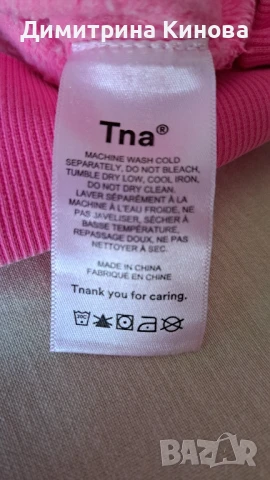 Димитрина Кинова
Tna®
MACHINE WASH COLD
SEPARATELY, DO NOT BLEACH,
TUMBLE DRY LOW, COOL IRON,
DO NOT DRY CLEAN.
LAVER SÉPARÉMENT À LA
MACHINE À L'EAU FROIDE, NE
PAS JAVELISER, SÉCHER À
BASSE TEMPÉRATURE,
REPASSAGE DOUX, NE PAS
NETTOYER À SEC.
MADE IN CHINA
FABRIQUÉ EN CHINE
Tnank you for caring.
BAZAR